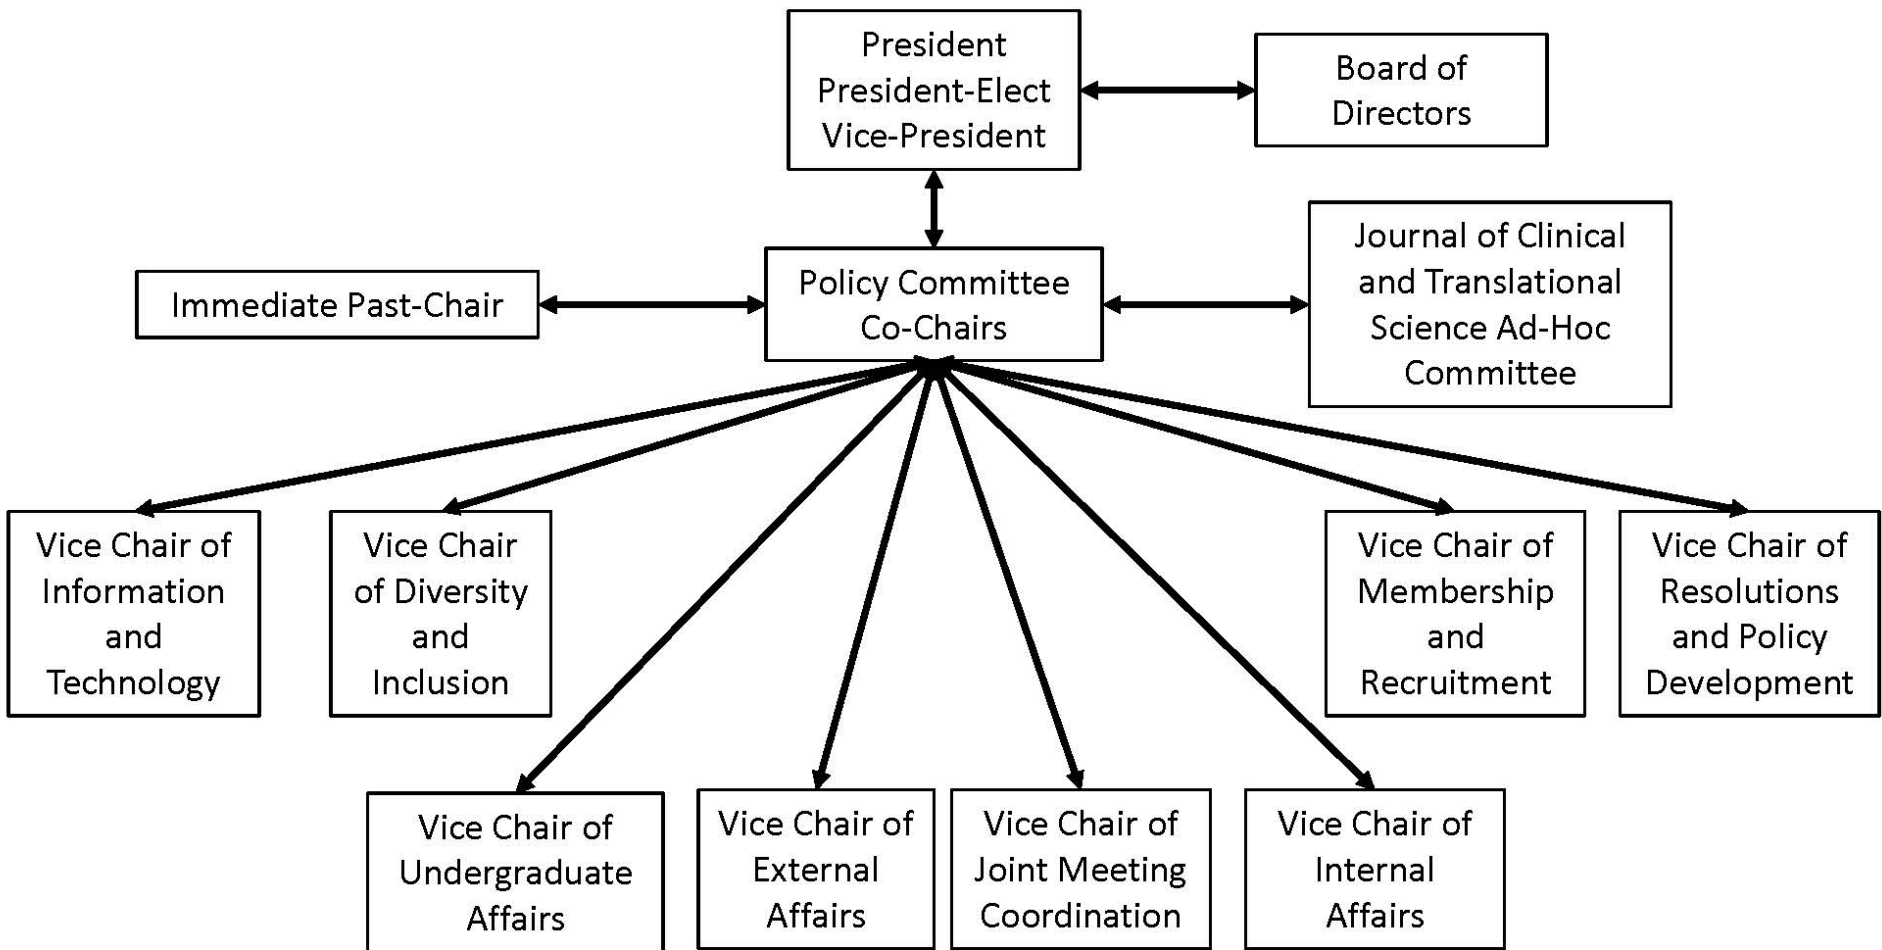 President
President-Elect
Vice-President
Board of
Directors
Immediate Past-Chair
Policy Committee
Co-Chairs
Journal of Clinical
and Translational
Science Ad-Hoc
Committee
Vice Chair of
Information
and
Technology
Vice Chair
of Diversity
and
Inclusion
Vice Chair of
Membership
and
Recruitment
Vice Chair of
Resolutions
and Policy
Development
Vice Chair of
Undergraduate
Affairs
Vice Chair of
External
Affairs
Vice Chair of
Joint Meeting
Coordination
Vice Chair of
Internal
Affairs